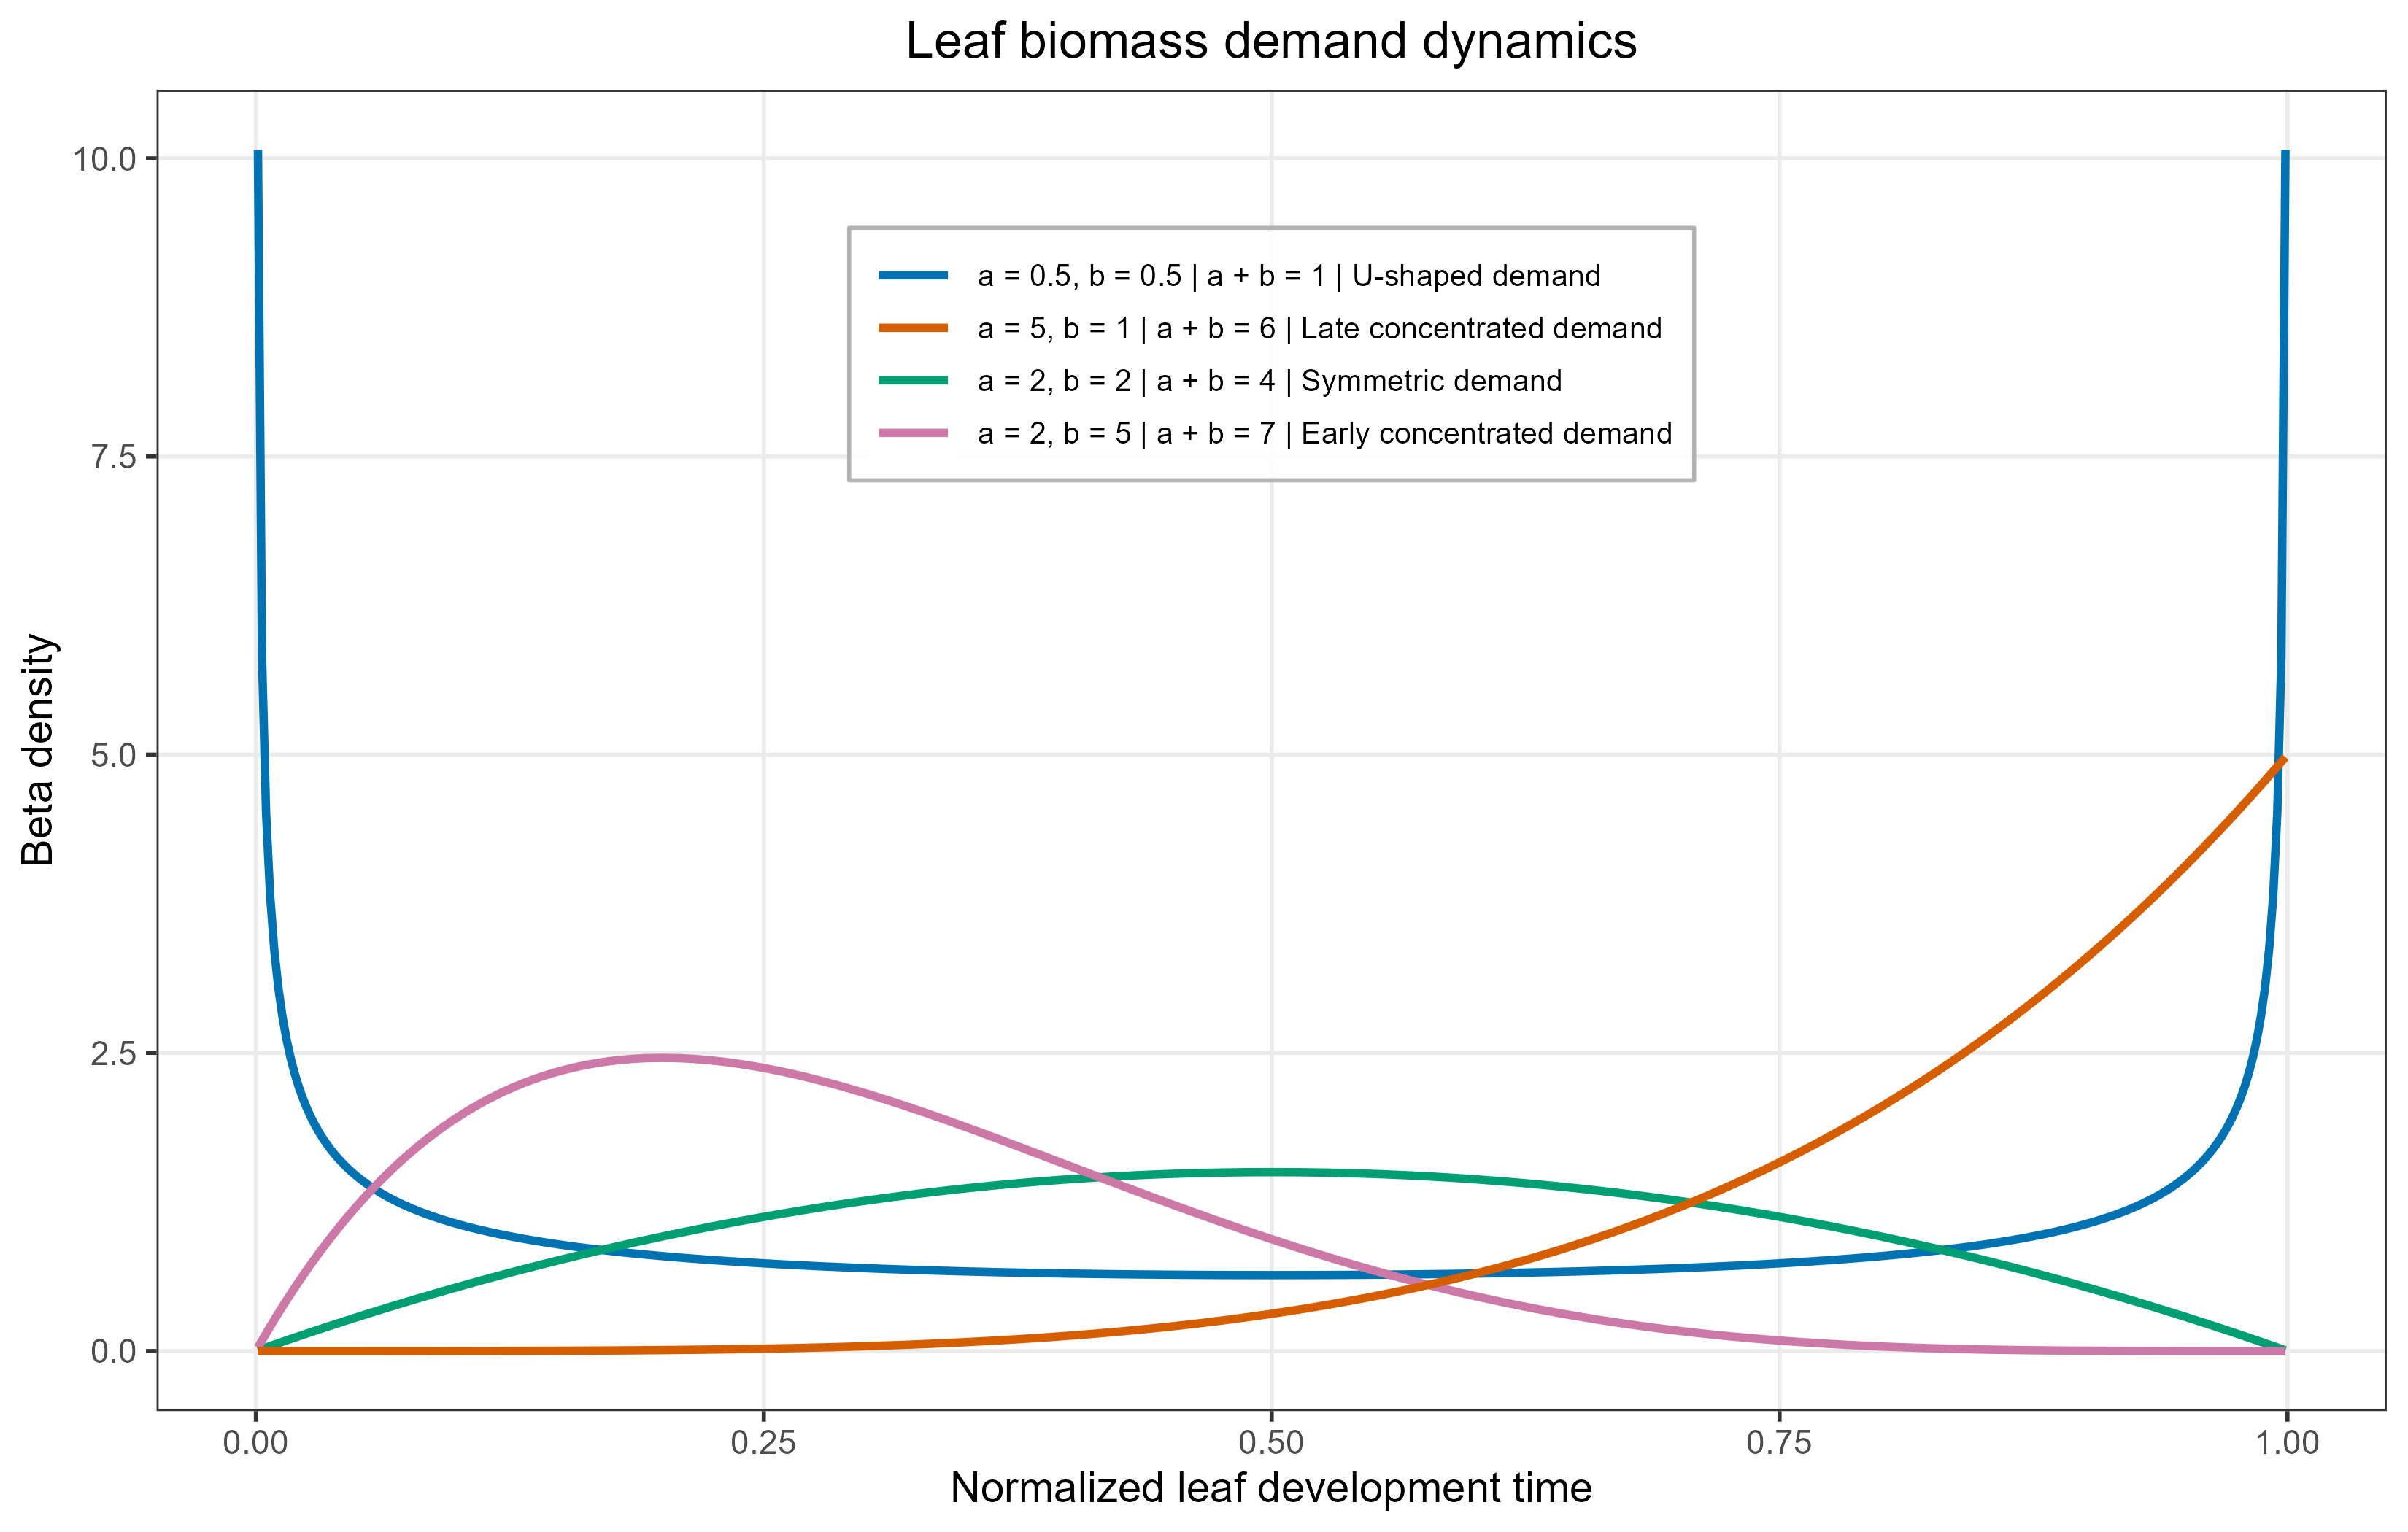 Leaf biomass demand dynamics
10.0
7.5
5.0
2.5
0.0
Beta density
a = 0.5, b = 0.5 | a + b = 1 | U-shaped demand
a = 5, b = 1 | a + b = 6 | Late concentrated demand
a = 2, b = 2 | a + b = 4 | Symmetric demand
a = 2, b = 5 | a + b = 7 | Early concentrated demand
0.00 0.25 0.50 0.75 1.00
Normalized leaf development time